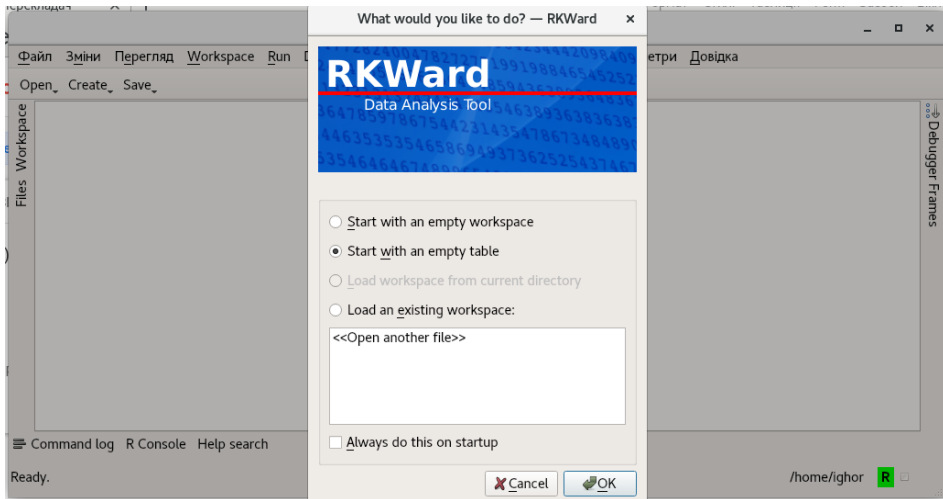 What would you like to do? — RKWard
Файл Зміни Перегляд Workspace Run
етри Довідка
Open Create Save
RKWard
Data Analysis Tool
Files Workspace
Debugger Frames
Start with an empty workspace
Start with an empty table
Load workspace from current directory
Load an existing workspace:
<<Open another file>>
Always do this on startup
Command log R Console Help search
Cancel OK
Ready.
/home/ighor R